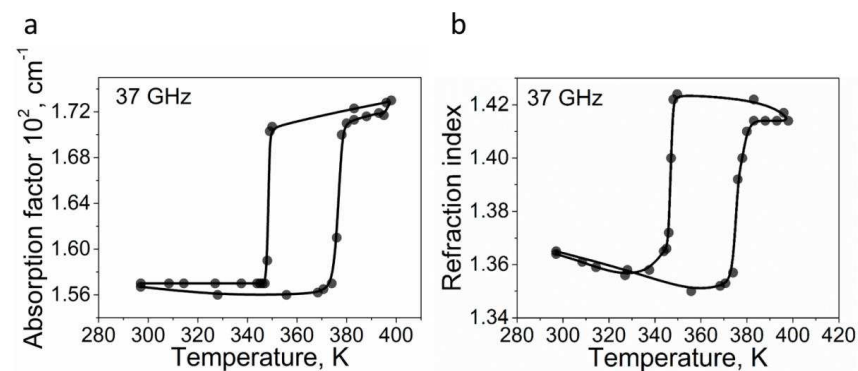 a
37 GHz
Absorption factor 10², cm⁻¹
1.72
1.68
1.64
1.60
1.56
280 300 320 340 360 380 400
Temperature, K
b
37 GHz
Refraction index
1.42
1.40
1.38
1.36
1.34
280 300 320 340 360 380 400 420
Temperature, K